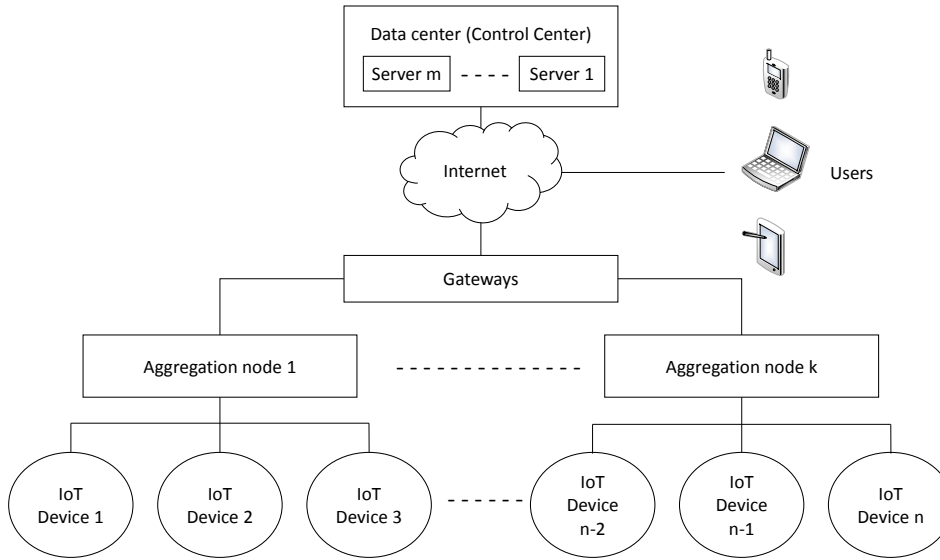 Data center (Control Center)
Server m
Server 1
Internet
Users
Gateways
Aggregation node 1
Aggregation node k
IoT
Device 1
IoT
Device 2
IoT
Device 3
IoT
Device
n-2
IoT
Device
n-1
IoT
Device n